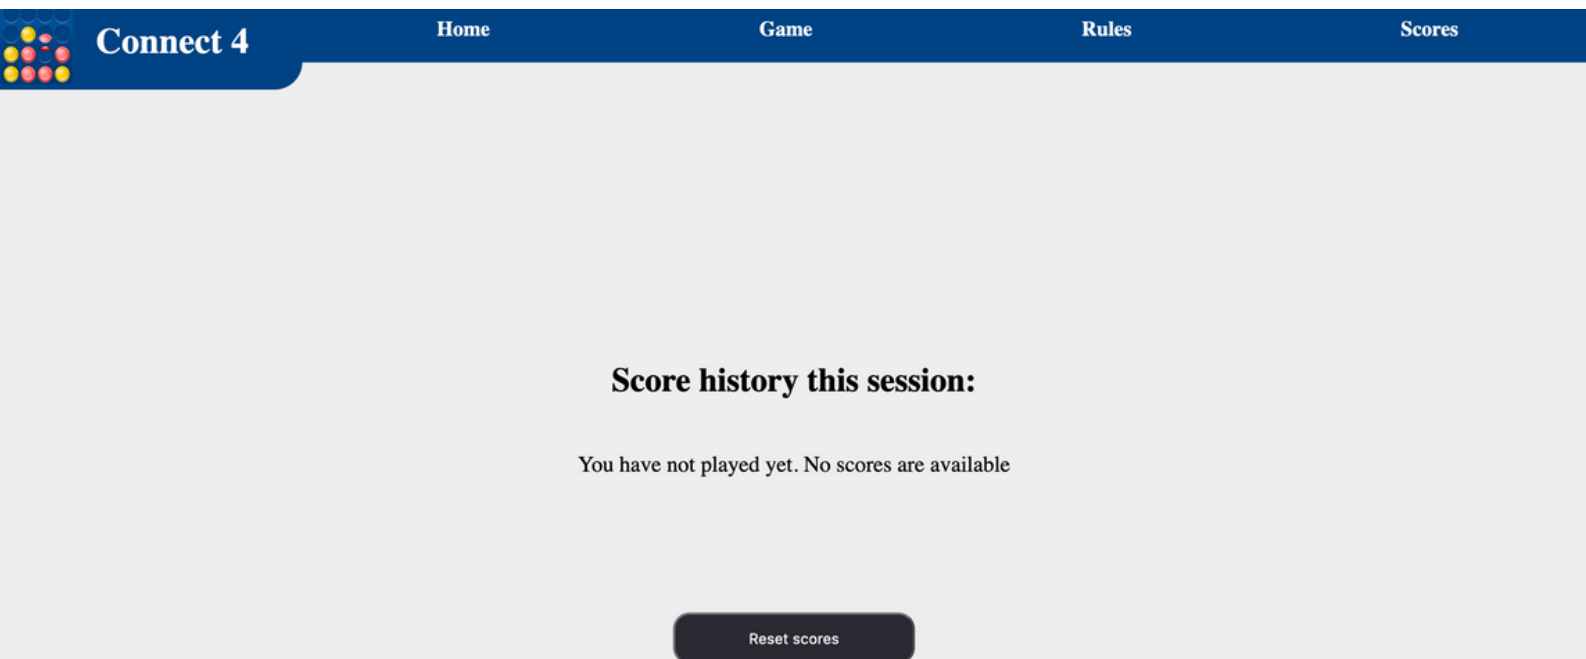 Connect 4
Home
Game
Rules
Scores
Score history this session:
You have not played yet. No scores are available
Reset scores